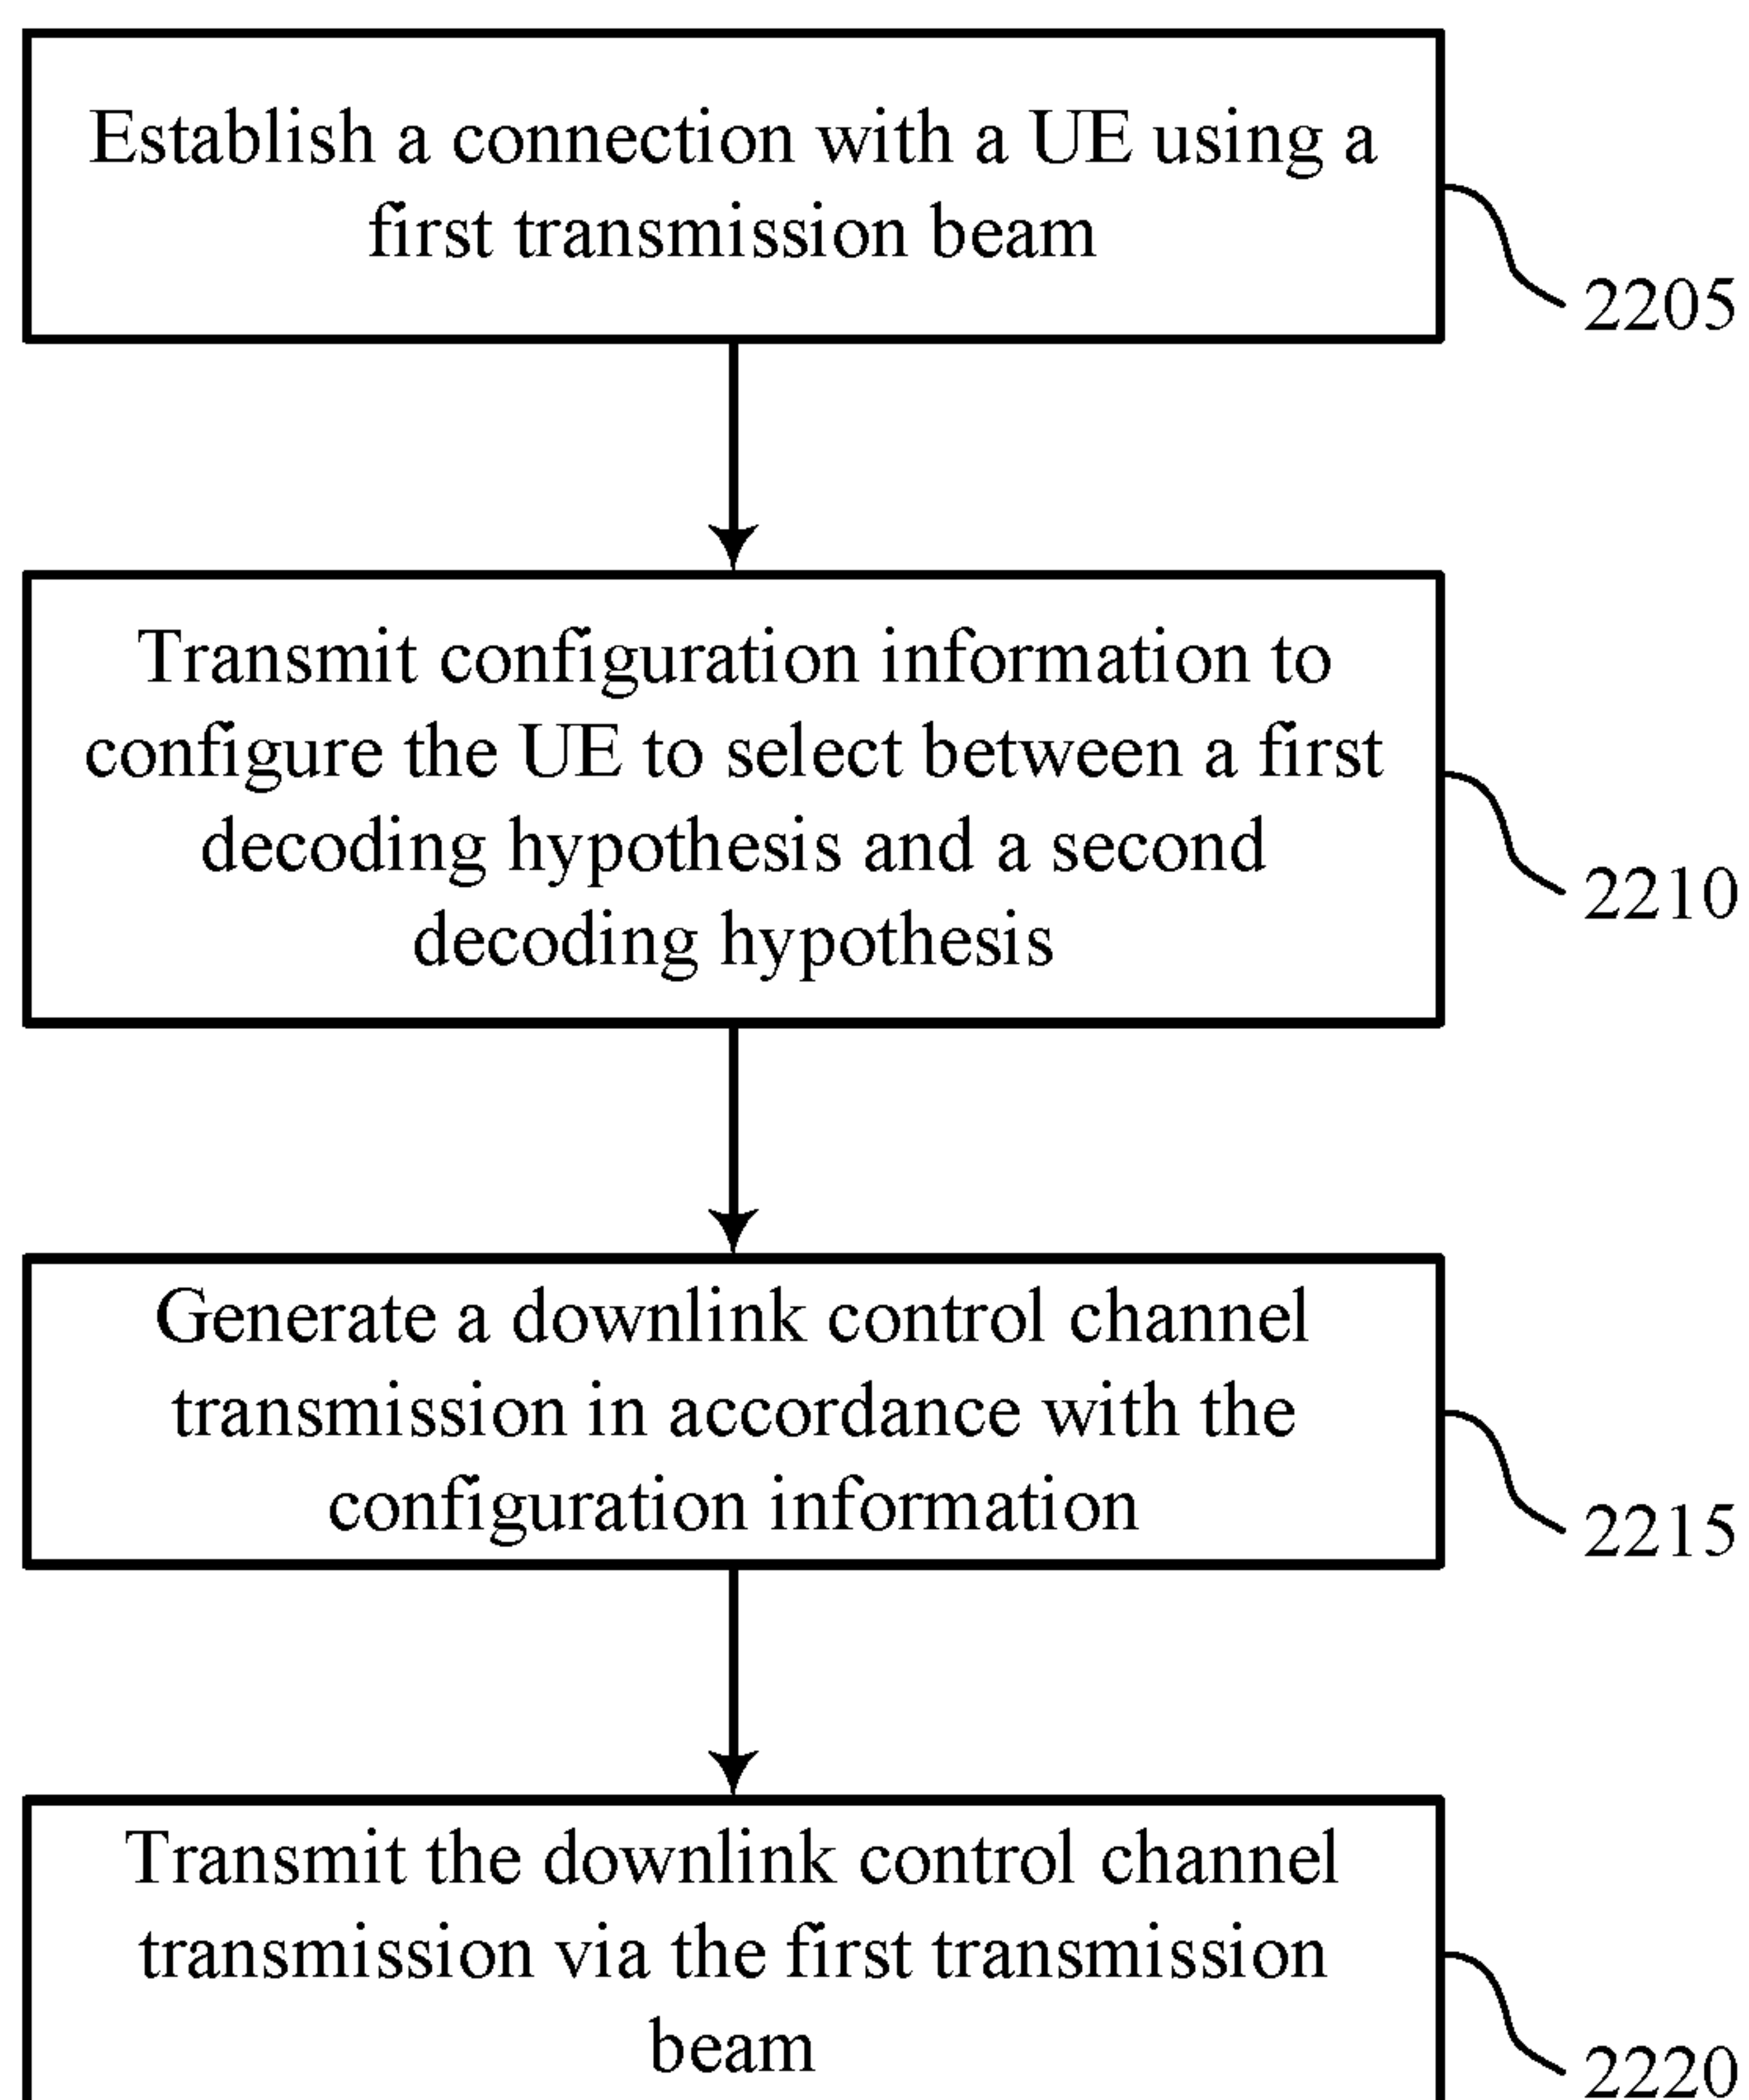 Establish a connection with a UE using a
first transmission beam
2205
Transmit configuration information to
configure the UE to select between a first
decoding hypothesis and a second
decoding hypothesis
2210
Generate a downlink control channel
transmission in accordance with the
configuration information
2215
Transmit the downlink control channel
transmission via the first transmission
beam
2220